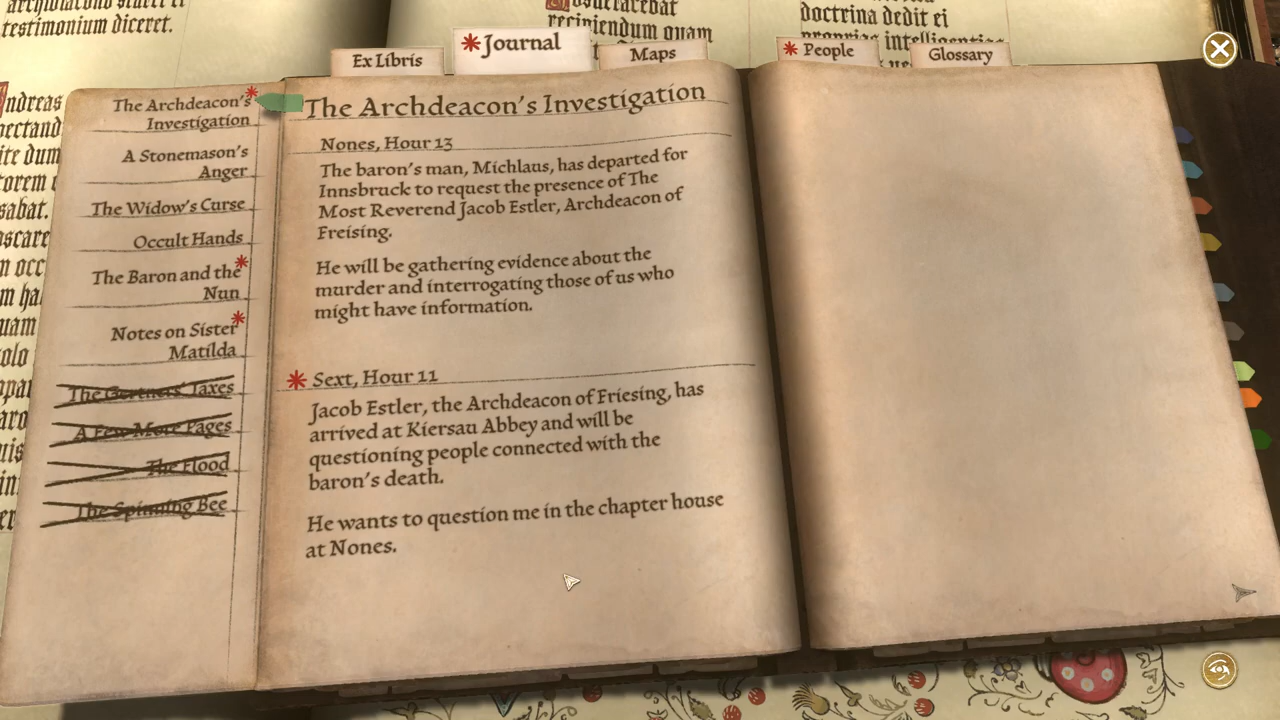 testimonium diceret.
doctrina dedit ei
Ex Libris
Journal
Maps
People
Glossary
The Archdeacon's
Investigation
A Stonemason's
Anger
The Widow's Curse
Occult Hands
The Baron and the
Nun
Notes on Sister
Matilda
The Gertners' Taxes
A Few More Pages
The Flood
The Spinning Bee
The Archdeacon's Investigation
Nones, Hour 13
The baron's man, Michlaus, has departed for
Innsbruck to request the presence of The
Most Reverend Jacob Estler, Archdeacon of
Freising.
He will be gathering evidence about the
murder and interrogating those of us who
might have information.
Sext, Hour 11
Jacob Estler, the Archdeacon of Friesing, has
arrived at Kiersau Abbey and will be
questioning people connected with the
baron's death.
He wants to question me in the chapter house
at Nones.